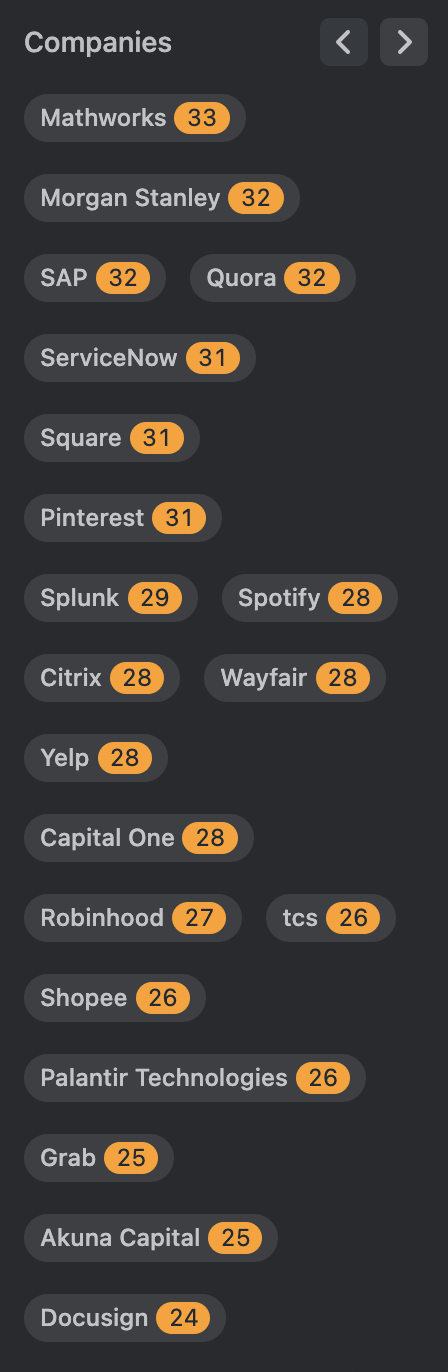 Companies
Mathworks 33
Morgan Stanley 32
SAP 32 Quora 32
ServiceNow 31
Square 31
Pinterest 31
Splunk 29 Spotify 28
Citrix 28 Wayfair 28
Yelp 28
Capital One 28
Robinhood 27 tcs 26
Shopee 26
Palantir Technologies 26
Grab 25
Akuna Capital 25
Docusign 24